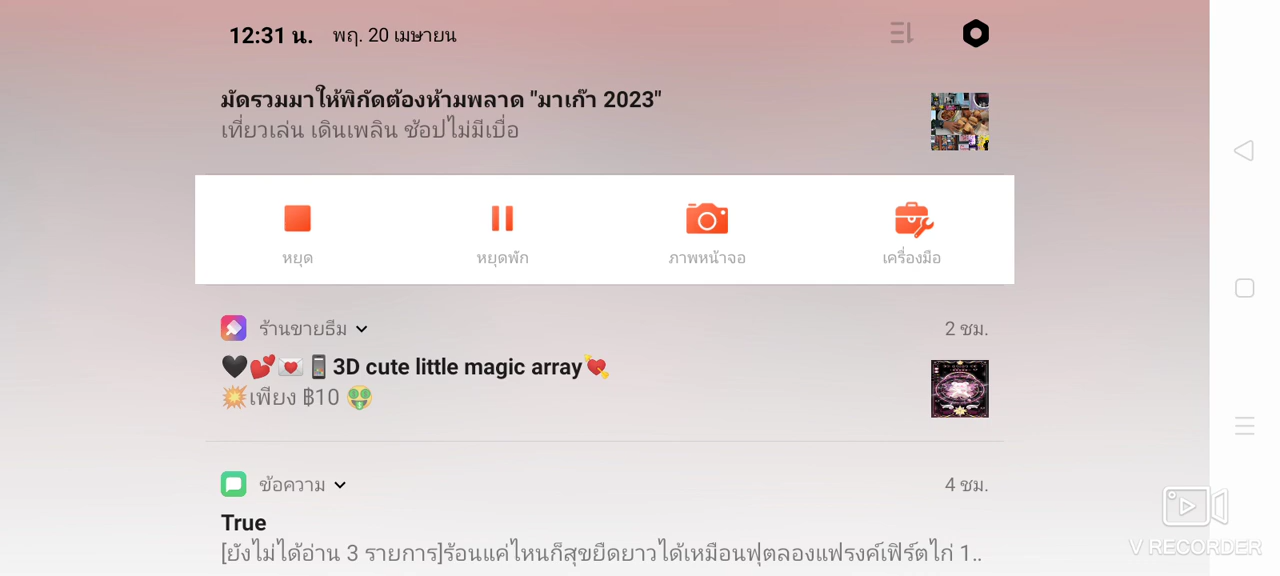 12:31 น. พฤ. 20 เมษายน
มัดรวมมาให้พิกัดต้องห้ามพลาด "มาเก๊า 2023"
เที่ยวเล่น เดินเพลิน ช้อปไม่มีเบื่อ
หยุด
หยุดพัก
ภาพหน้าจอ
เครื่องมือ
ร้านขายธีม 2 ชม.
🖤💕💌📱3D cute little magic array💘
💥เพียง ฿10 🤑
ข้อความ 4 ชม.
True
[ยังไม่ได้อ่าน 3 รายการ]ร้อนแค่ไหนก็สุขยืดยาวได้เหมือนฟุตลองแฟรงค์เฟิร์ตไก่ 1..
V RECORDER